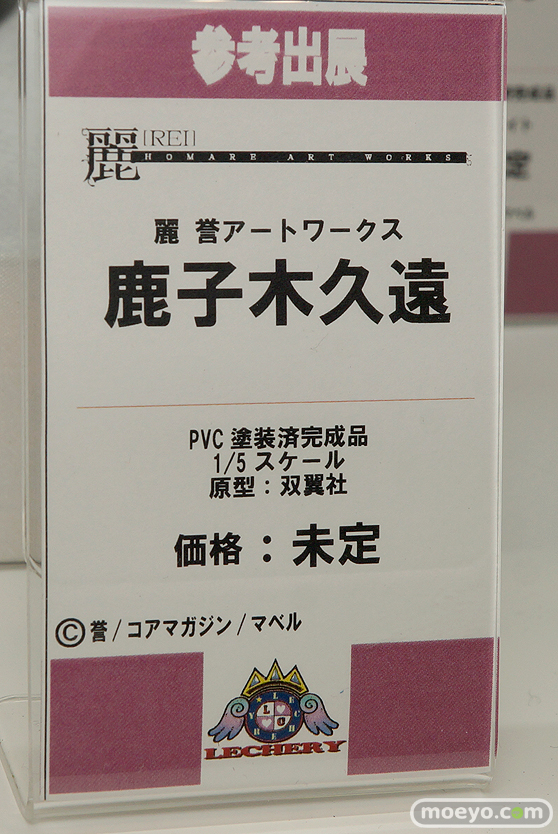 参考出展
麗 [REI]
HOMARE ART WORKS
麗 誉アートワークス
鹿子木久遠
PVC 塗装済完成品
1/5 スケール
原型：双翼社
価格：未定
©誉/コアマガジン/マベル
LECHERY
定
moeyo.com